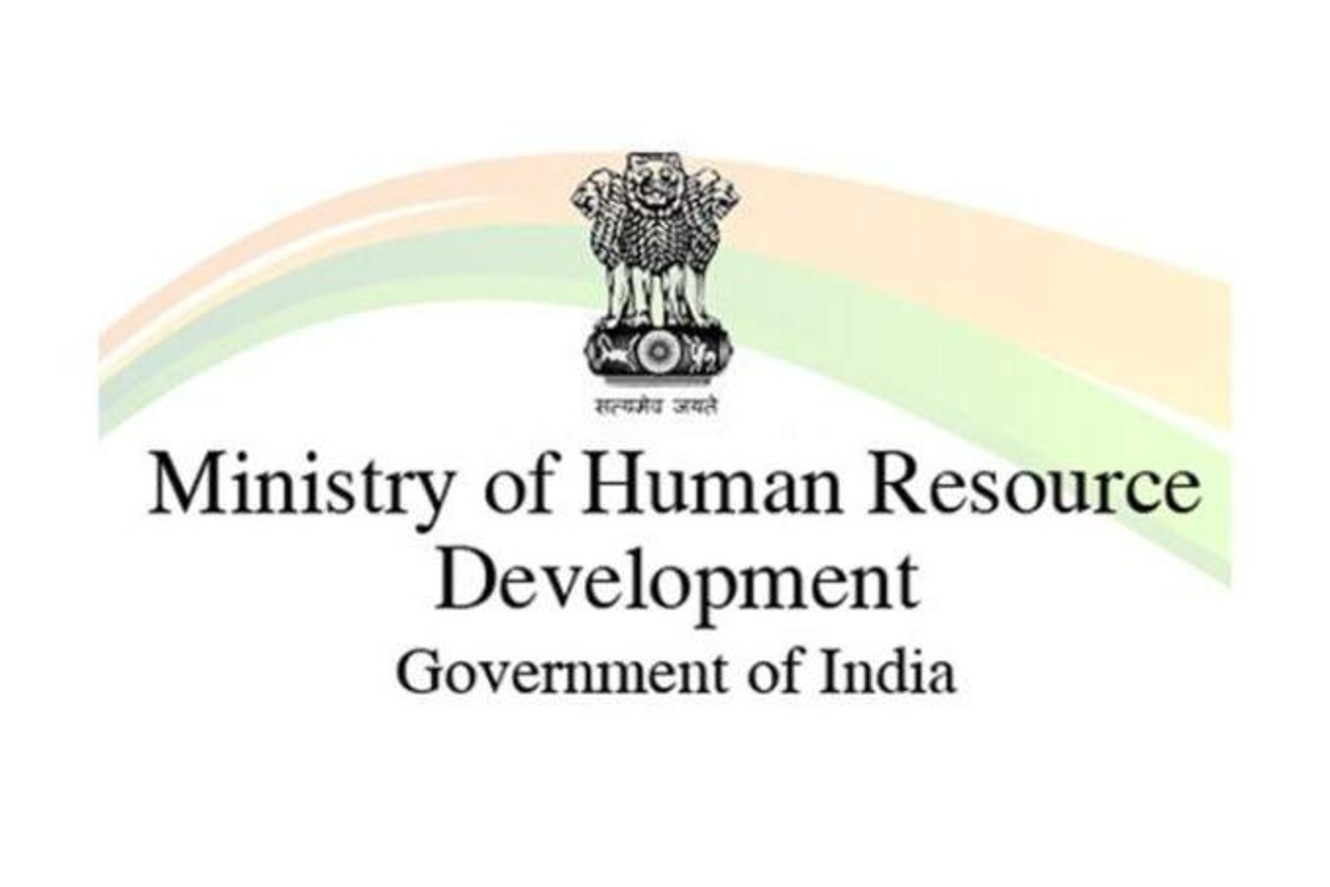 सत्यमेव जयते
Ministry of Human Resource
Development
Government of India